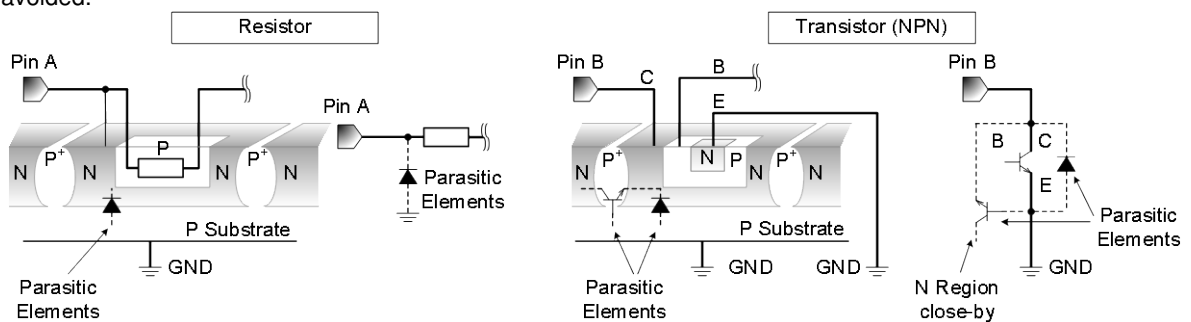 avoided.
Resistor
Transistor (NPN)
Pin A
Pin A
N
P+
N
P
N
P+
N
Parasitic
Elements
P Substrate
GND
Parasitic
Elements
Pin B
C
B
E
Pin B
N
P+
N
N
P
N
P+
N
B
C
E
P Substrate
GND
GND
Parasitic
Elements
Parasitic
Elements
GND
N Region
close-by